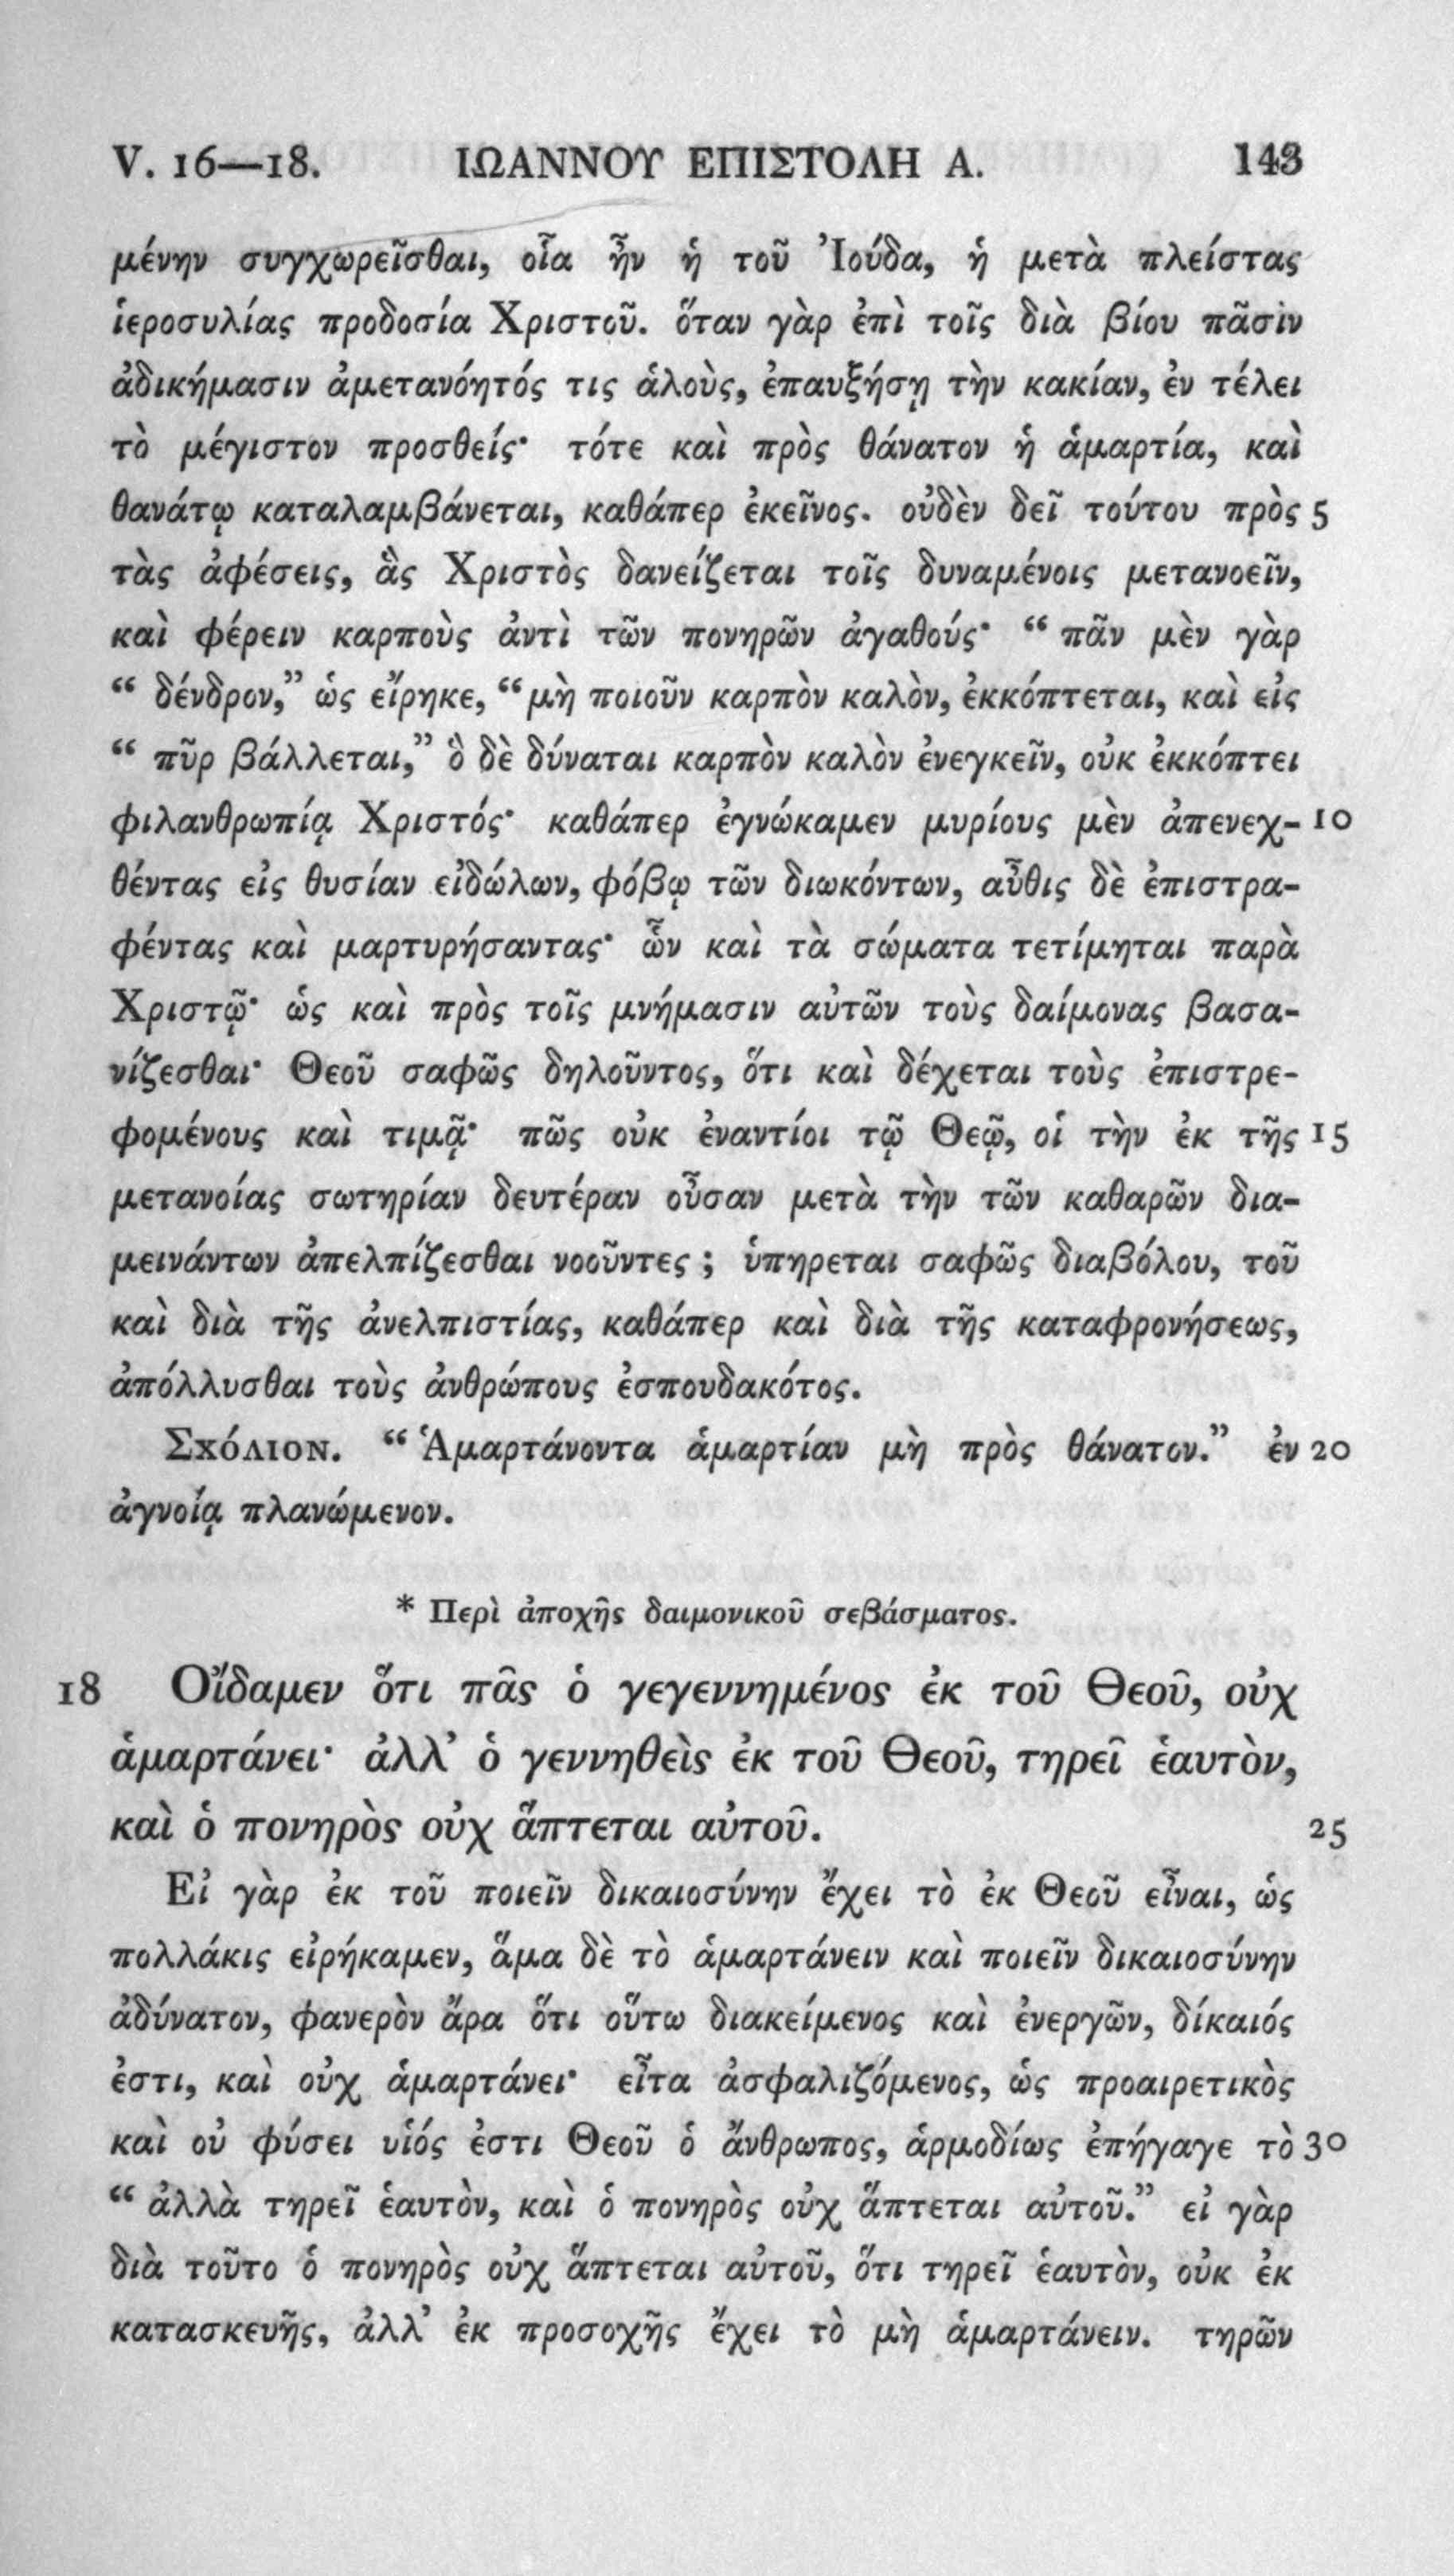 V. 16—18. ΙΩΑΝΝΟΥ ΕΠΙΣΤΟΛΗ Α. 143
μένην συγχωρεῖσθαι, οἷα ἦν ἡ τοῦ Ἰούδα, ἡ μετὰ πλείστας
ἱεροσυλίας προδοσία Χριστοῦ. ὅταν γὰρ ἐπὶ τοῖς διὰ βίου πᾶσιν
ἀδικήμασιν ἀμετανόητός τις ἁλοὺς, ἐπαυξήσῃ τὴν κακίαν, ἐν τέλει
τὸ μέγιστον προσθείς· τότε καὶ πρὸς θάνατον ἡ ἁμαρτία, καὶ
θανάτῳ καταλαμβάνεται, καθάπερ ἐκεῖνος. οὐδὲν δεῖ τούτου πρὸς 5
τὰς ἀφέσεις, ἃς Χριστὸς δανείζεται τοῖς δυναμένοις μετανοεῖν,
καὶ φέρειν καρποὺς ἀντὶ τῶν πονηρῶν ἀγαθούς· “ πᾶν μὲν γὰρ
“ δένδρον,” ὡς εἴρηκε, “ μὴ ποιοῦν καρπὸν καλὸν, ἐκκόπτεται, καὶ εἰς
“ πῦρ βάλλεται,” ὃ δὲ δύναται καρπὸν καλὸν ἐνεγκεῖν, οὐκ ἐκκόπτει
φιλανθρωπίᾳ Χριστός· καθάπερ ἐγνώκαμεν μυρίους μὲν ἀπενεχ- 10
θέντας εἰς θυσίαν εἰδώλων, φόβῳ τῶν διωκόντων, αὖθις δὲ ἐπιστρα-
φέντας καὶ μαρτυρήσαντας· ὧν καὶ τὰ σώματα τετίμηται παρὰ
Χριστῷ· ὡς καὶ πρὸς τοῖς μνήμασιν αὐτῶν τοὺς δαίμονας βασα-
νίζεσθαι· Θεοῦ σαφῶς δηλοῦντος, ὅτι καὶ δέχεται τοὺς ἐπιστρε-
φομένους καὶ τιμᾷ· πῶς οὐκ ἐναντίοι τῷ Θεῷ, οἱ τὴν ἐκ τῆς 15
μετανοίας σωτηρίαν δευτέραν οὖσαν μετὰ τὴν τῶν καθαρῶν δια-
μεινάντων ἀπελπίζεσθαι νοοῦντες ; ὑπηρεται σαφῶς διαβόλου, τοῦ
καὶ διὰ τῆς ἀνελπιστίας, καθάπερ καὶ διὰ τῆς καταφρονήσεως,
ἀπόλλυσθαι τοὺς ἀνθρώπους ἐσπουδακότος.
Σχόλιον. “ Ἁμαρτάνοντα ἁμαρτίαν μὴ πρὸς θάνατον.” ἐν 20
ἀγνοίᾳ πλανώμενον.
* Περὶ ἀποχῆς δαιμονικοῦ σεβάσματος.
18 Οἴδαμεν ὅτι πᾶς ὁ γεγεννημένος ἐκ τοῦ Θεοῦ, οὐχ
ἁμαρτάνει· ἀλλ’ ὁ γεννηθεὶς ἐκ τοῦ Θεοῦ, τηρεῖ ἑαυτὸν,
καὶ ὁ πονηρὸς οὐχ ἅπτεται αὐτοῦ. 25
Εἰ γὰρ ἐκ τοῦ ποιεῖν δικαιοσύνην ἔχει τὸ ἐκ Θεοῦ εἶναι, ὡς
πολλάκις εἰρήκαμεν, ἅμα δὲ τὸ ἁμαρτάνειν καὶ ποιεῖν δικαιοσύνην
ἀδύνατον, φανερὸν ἄρα ὅτι οὕτω διακείμενος καὶ ἐνεργῶν, δίκαιός
ἐστι, καὶ οὐχ ἁμαρτάνει· εἶτα ἀσφαλιζόμενος, ὡς προαιρετικὸς
καὶ οὐ φύσει υἱός ἐστι Θεοῦ ὁ ἄνθρωπος, ἁρμοδίως ἐπήγαγε τὸ 30
“ ἀλλὰ τηρεῖ ἑαυτὸν, καὶ ὁ πονηρὸς οὐχ ἅπτεται αὐτοῦ.” εἰ γὰρ
διὰ τοῦτο ὁ πονηρὸς οὐχ ἅπτεται αὐτοῦ, ὅτι τηρεῖ ἑαυτὸν, οὐκ ἐκ
κατασκευῆς, ἀλλ’ ἐκ προσοχῆς ἔχει τὸ μὴ ἁμαρτάνειν. τηρῶν